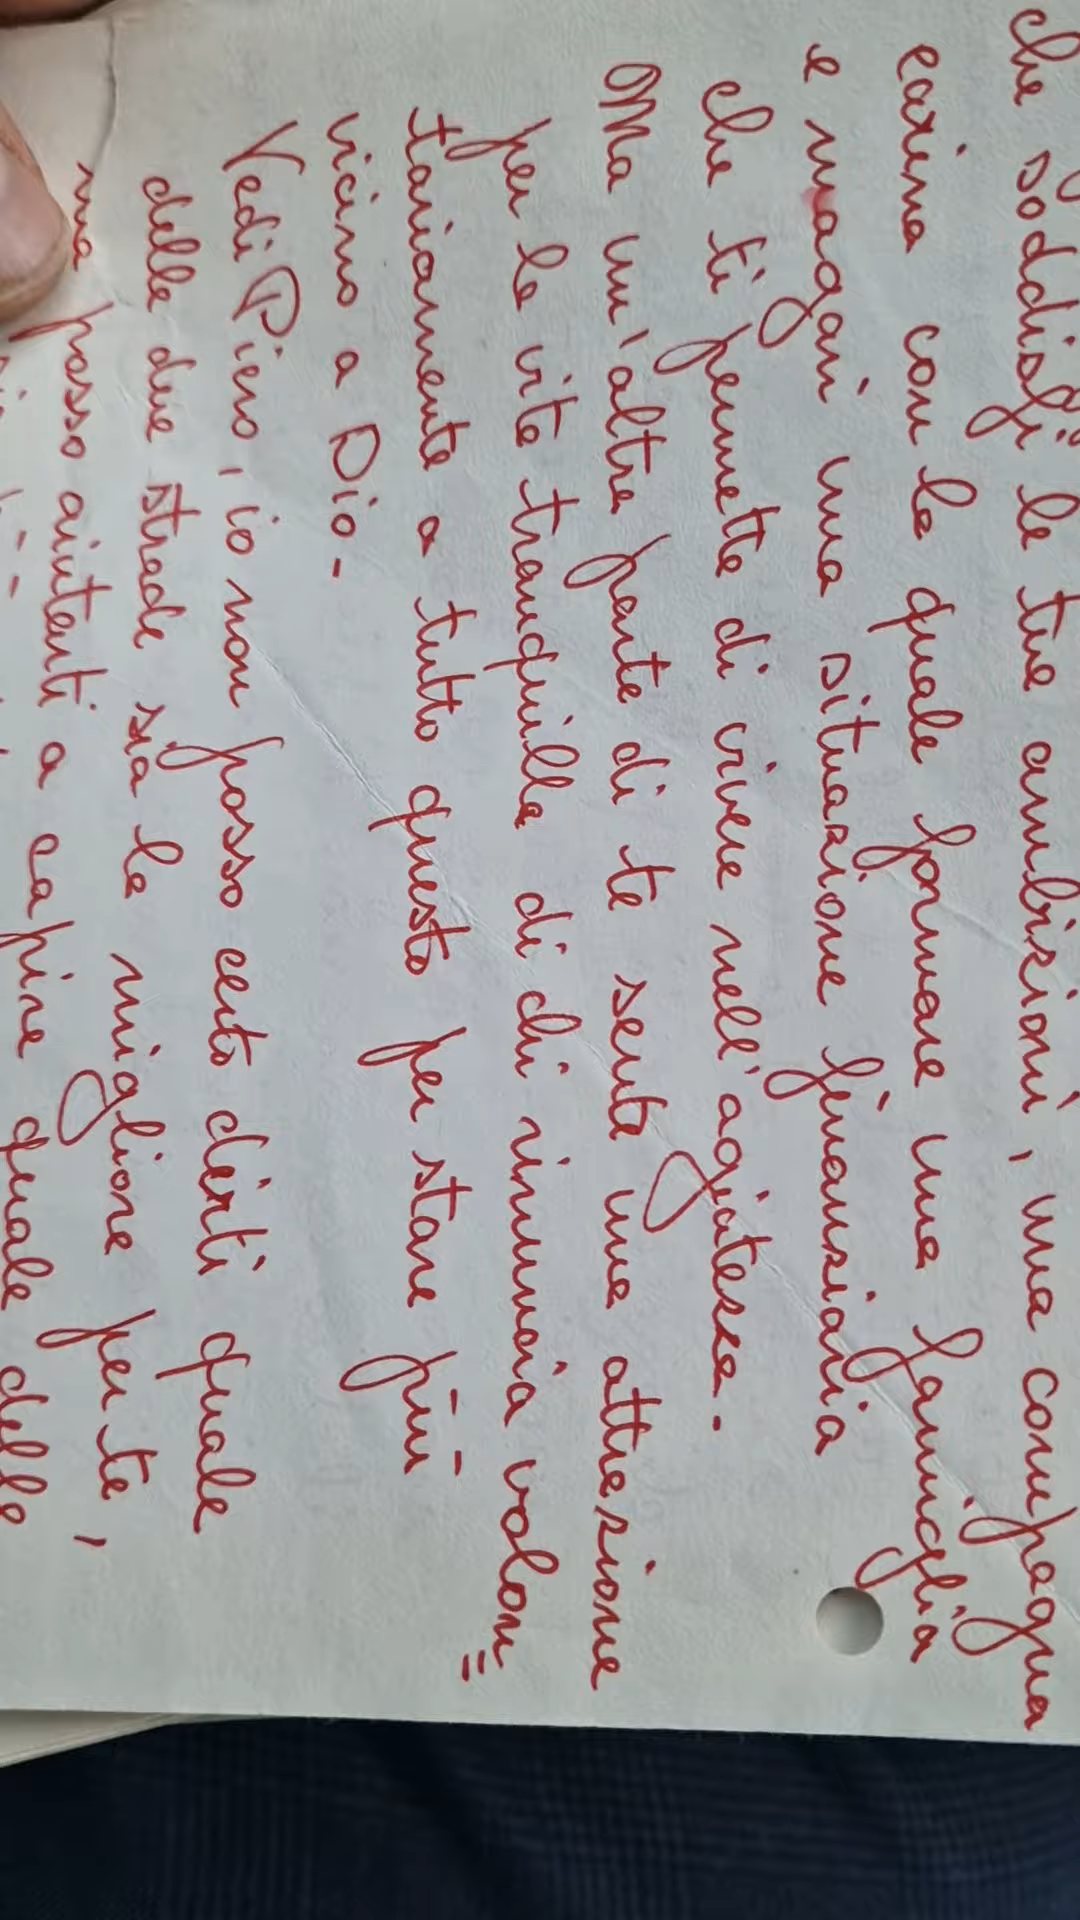 che soddisfi le tue ambizioni, una compagna
carina con la quale formare una famiglia
e magari una situazione finanziaria
che ti permetta di vivere nell'agiatezza.
Ma un'altra parte di te sente una attrazione
per la vita tranquilla di chi rinuncia volon=
tariamente a tutto questo per stare più
vicino a Dio-
Vedi Piero, io non posso certo dirti quale
delle due strade sia la migliore per te,
ma posso aiutarti a capire quale delle